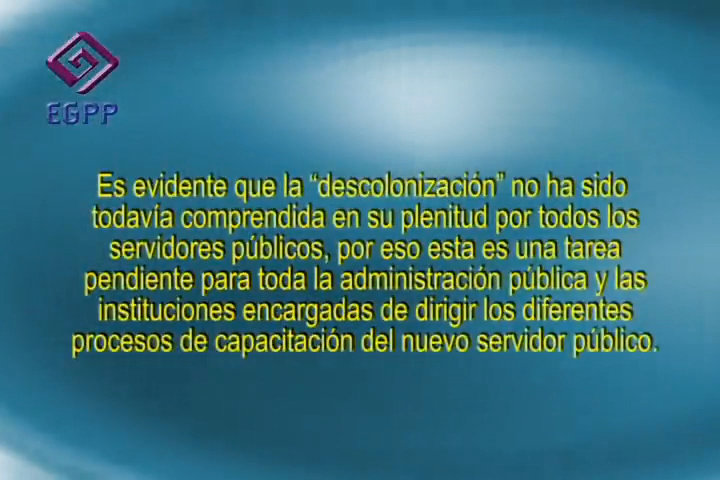 EGPP
Es evidente que la “descolonización” no ha sido
todavía comprendida en su plenitud por todos los
servidores públicos, por eso esta es una tarea
pendiente para toda la administración pública y las
instituciones encargadas de dirigir los diferentes
procesos de capacitación del nuevo servidor público.